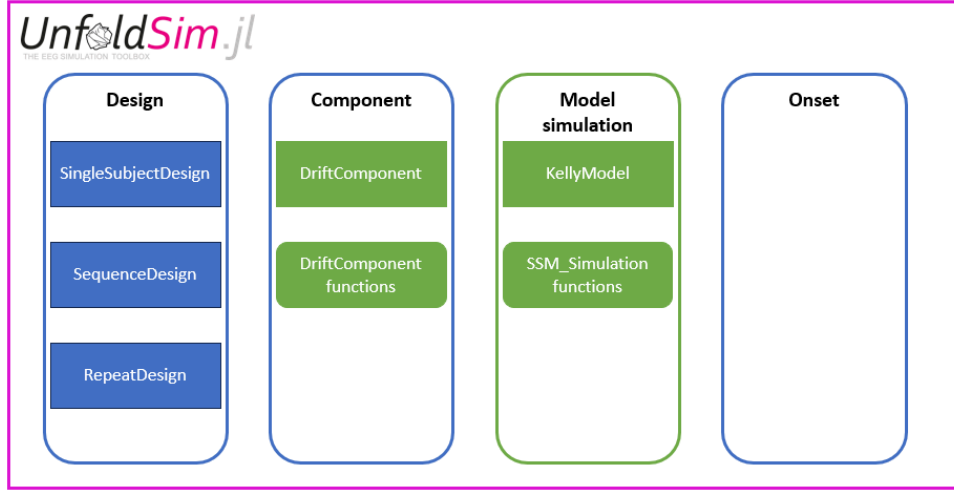 UnfoldSim.jl
THE EEG SIMULATION TOOLBOX
Design
SingleSubjectDesign
SequenceDesign
RepeatDesign
Component
DriftComponent
DriftComponent
functions
Model
simulation
KellyModel
SSM_Simulation
functions
Onset